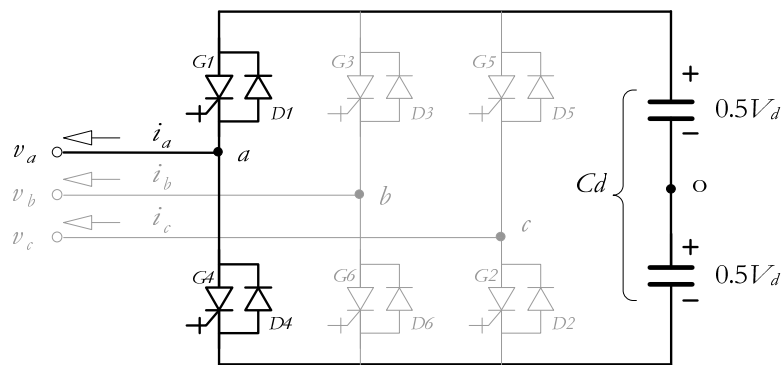 G1
G3
G5
D1
D3
D5
+
0.5V_d
−
i_a
v_a
a
i_b
v_b
b
Cd
o
i_c
v_c
c
G4
G6
G2
D4
D6
D2
+
0.5V_d
−